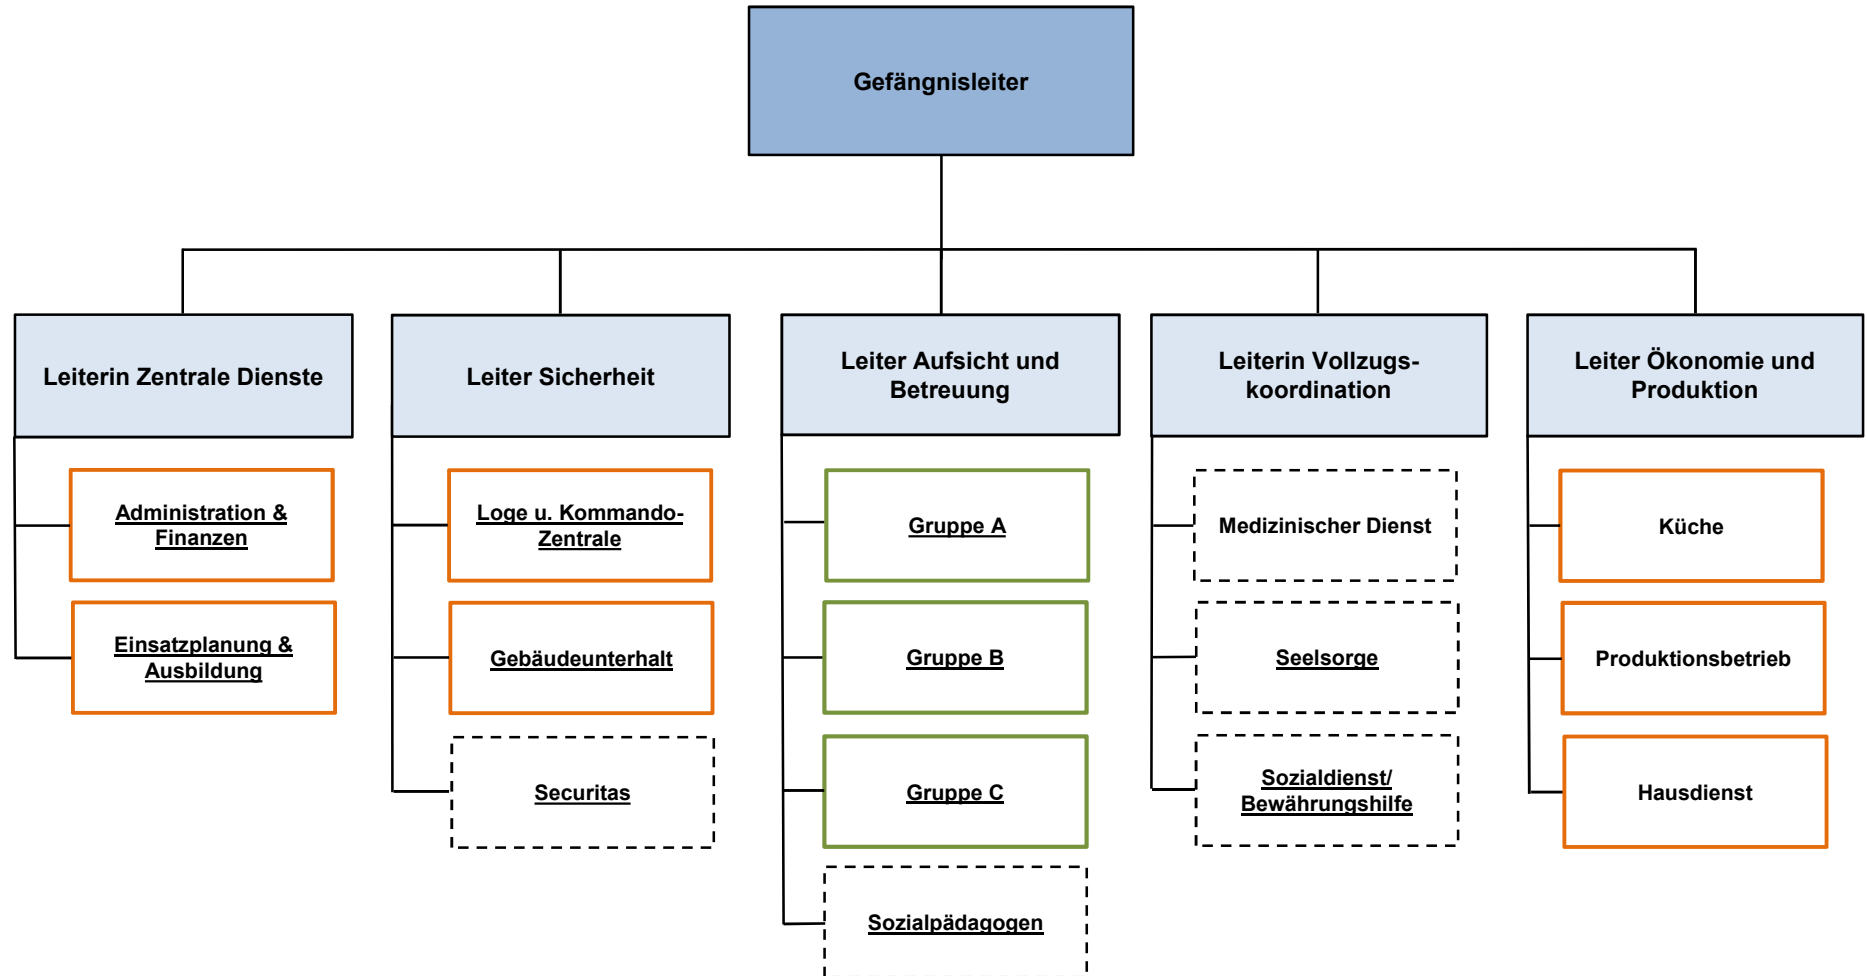 Gefängnisleiter
Leiterin Zentrale Dienste
Leiter Sicherheit
Leiter Aufsicht und
Betreuung
Leiterin Vollzugs-
koordination
Leiter Ökonomie und
Produktion
Administration &
Finanzen
Einsatzplanung &
Ausbildung
Loge u. Kommando-
Zentrale
Gebäudeunterhalt
Securitas
Gruppe A
Gruppe B
Gruppe C
Sozialpädagogen
Medizinischer Dienst
Seelsorge
Sozialdienst/
Bewährungshilfe
Küche
Produktionsbetrieb
Hausdienst